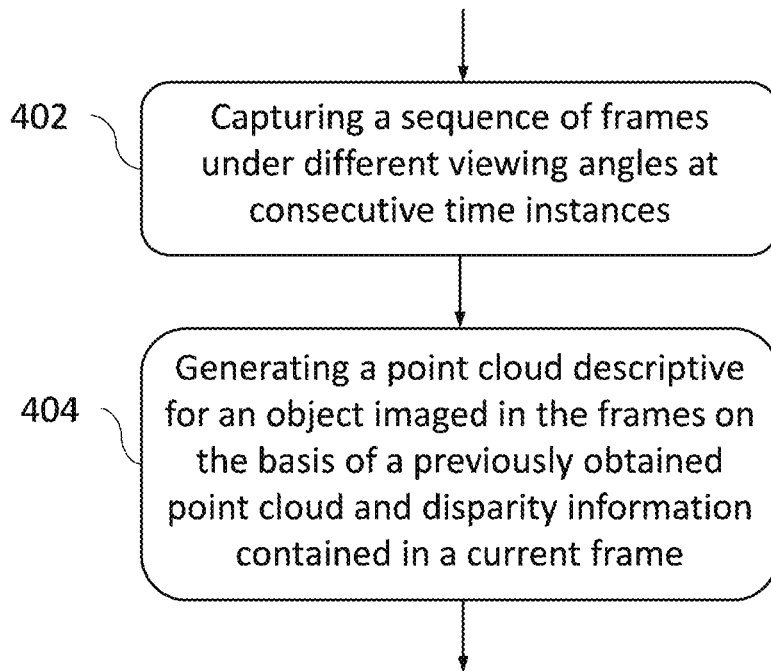 402
Capturing a sequence of frames
under different viewing angles at
consecutive time instances
404
Generating a point cloud descriptive
for an object imaged in the frames on
the basis of a previously obtained
point cloud and disparity information
contained in a current frame